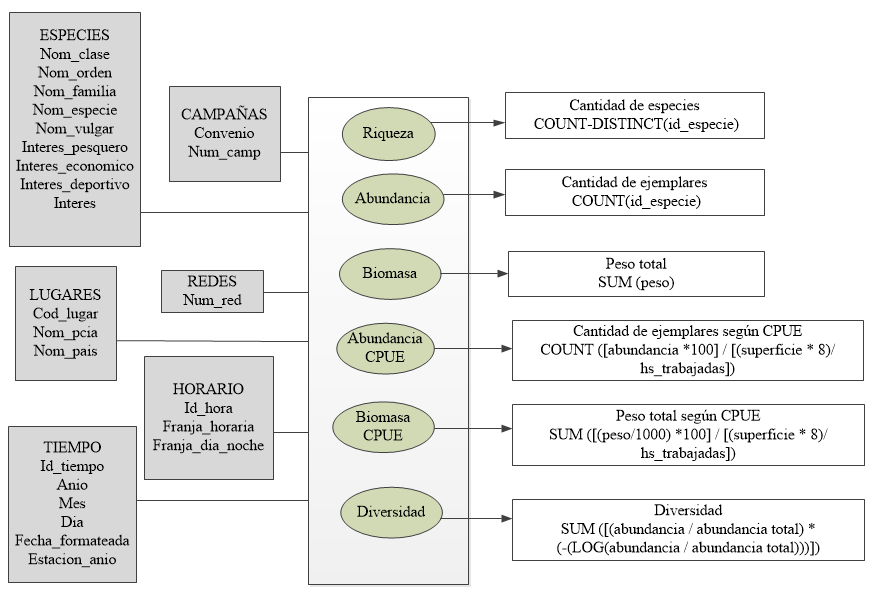 ESPECIES
Nom_clase
Nom_orden
Nom_familia
Nom_especie
Nom_vulgar
Interes_pesquero
Interes_economico
Interes_deportivo
Interes
CAMPAÑAS
Convenio
Num_camp
LUGARES
Cod_lugar
Nom_pcia
Nom_pais
REDES
Num_red
HORARIO
Id_hora
Franja_horaria
Franja_dia_noche
TIEMPO
Id_tiempo
Anio
Mes
Dia
Fecha_formateada
Estacion_anio
Riqueza
Cantidad de especies
COUNT-DISTINCT(id_especie)
Abundancia
Cantidad de ejemplares
COUNT(id_especie)
Biomasa
Peso total
SUM (peso)
Abundancia
CPUE
Cantidad de ejemplares según CPUE
COUNT ([abundancia *100] / [(superficie * 8)/
hs_trabajadas])
Biomasa
CPUE
Peso total según CPUE
SUM ([(peso/1000) *100] / [(superficie * 8)/
hs_trabajadas])
Diversidad
Diversidad
SUM ([(abundancia / abundancia total) *
(-(LOG(abundancia / abundancia total)))])